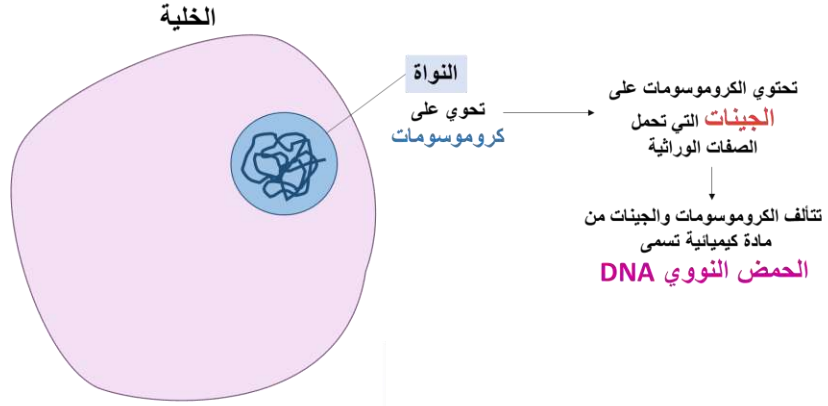 الخلية
النواة
تحوي على
كروموسومات
تحتوي الكروموسومات على
الجينات التي تحمل
الصفات الوراثية
تتألف الكروموسومات والجينات من
مادة كيميائية تسمى
الحمض النووي DNA